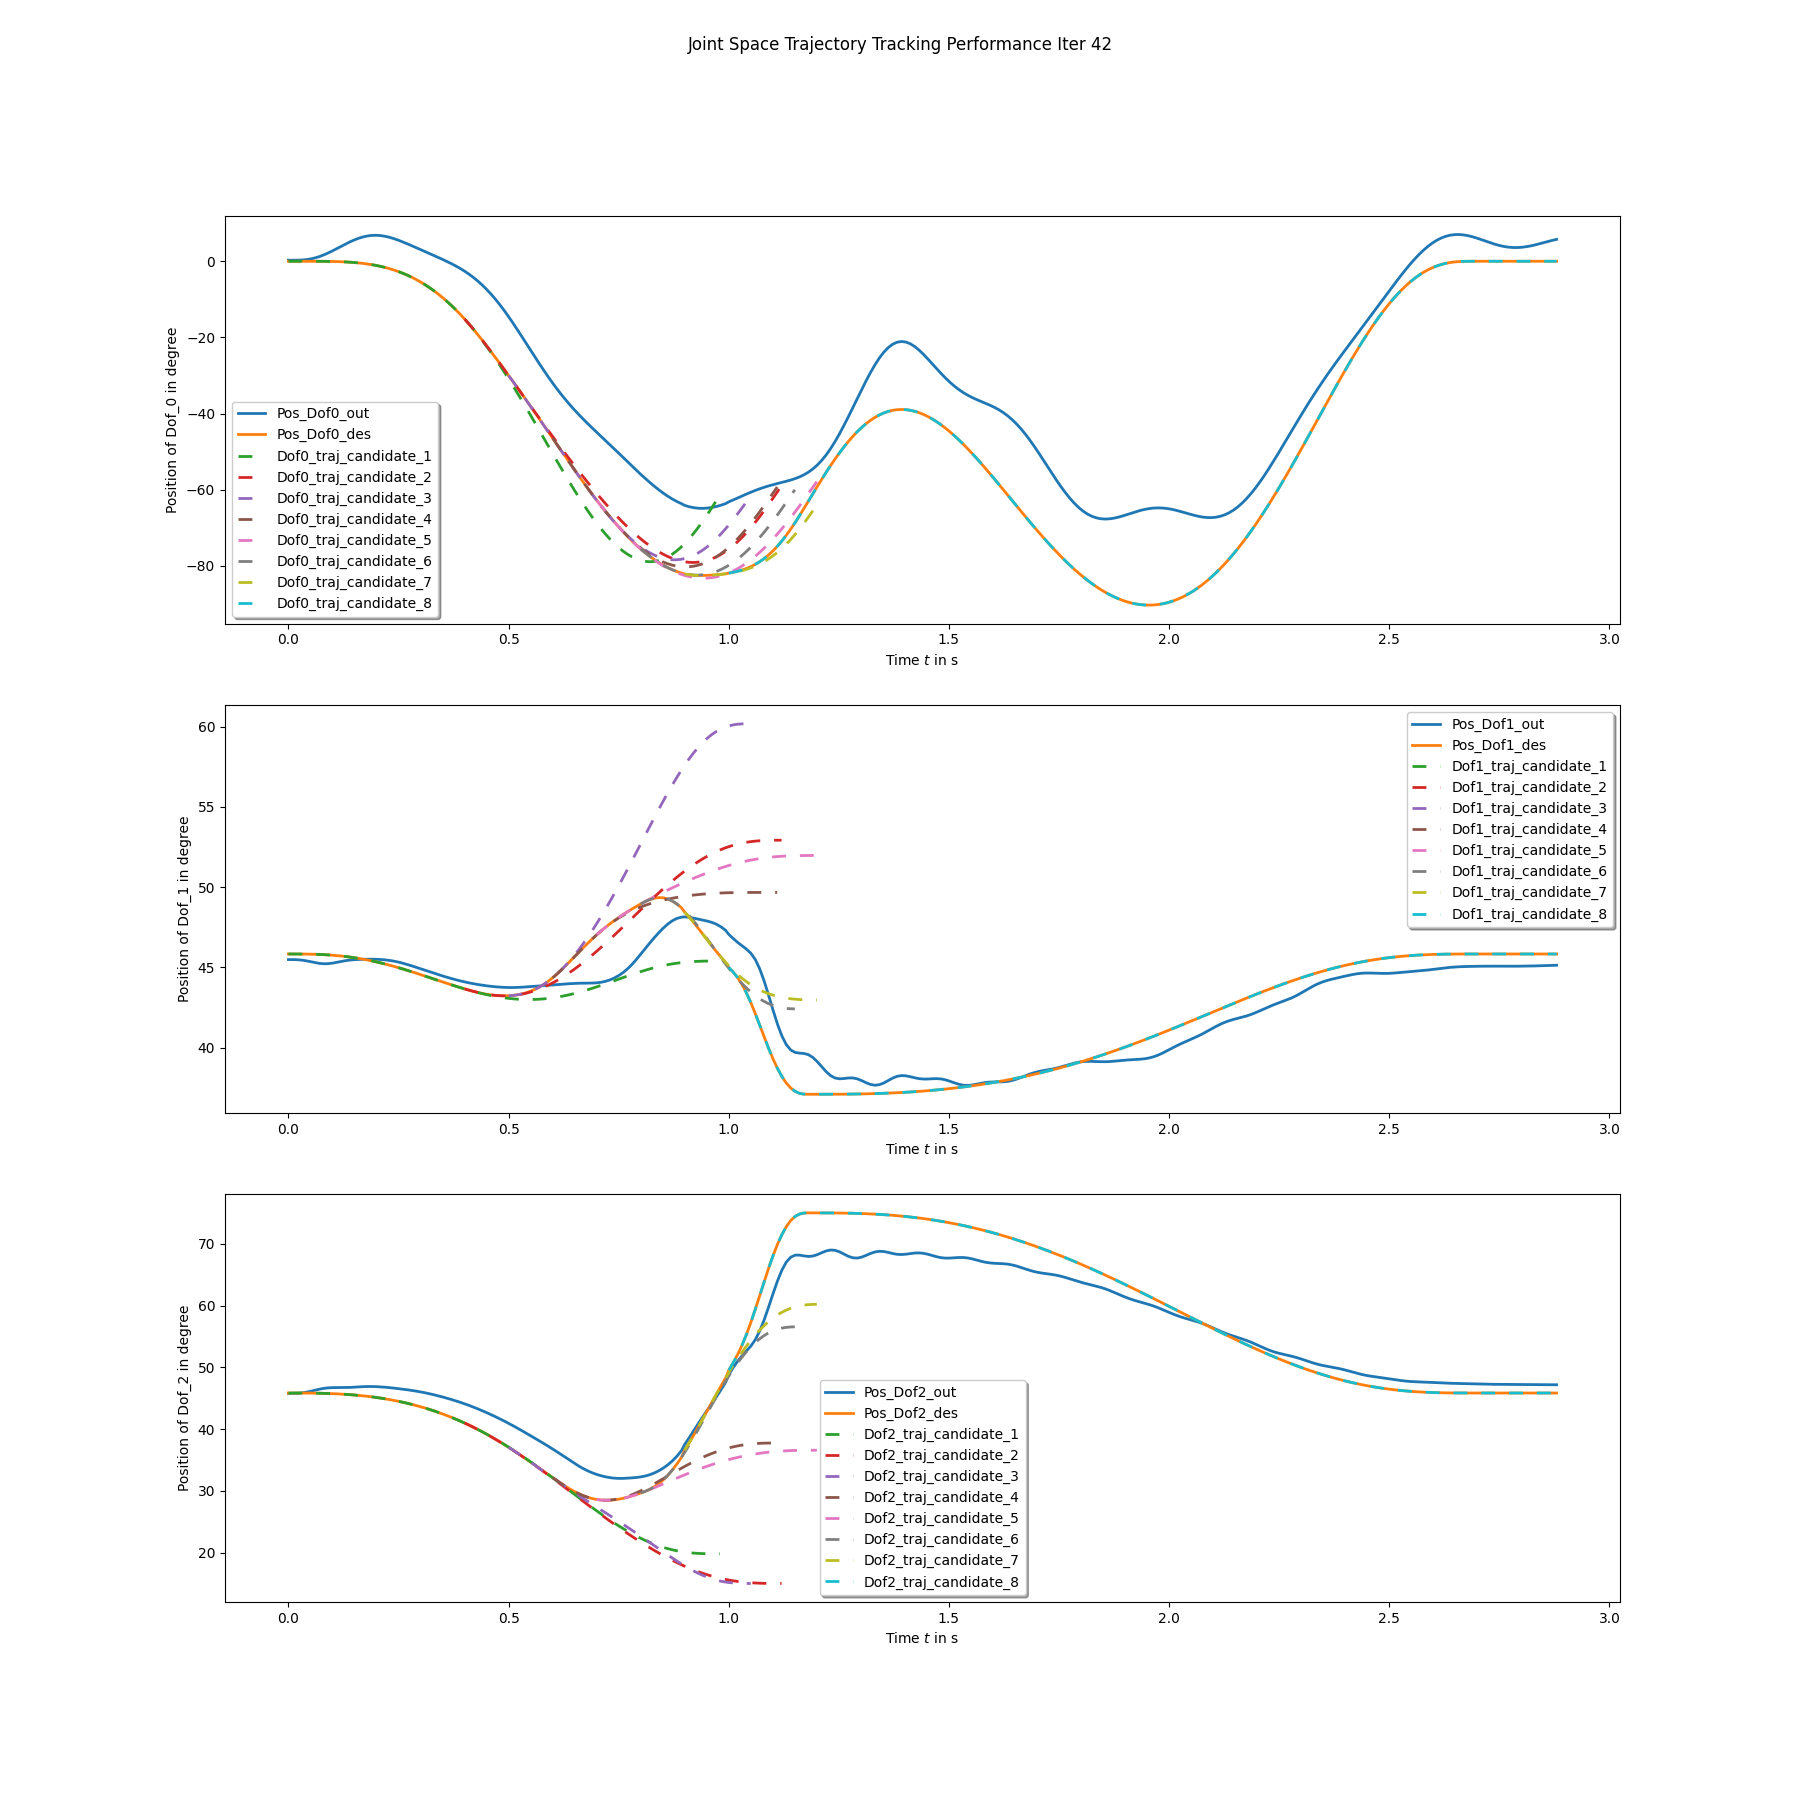 Joint Space Trajectory Tracking Performance Iter 42
Position of Dof_0 in degree
0
−20
−40
−60
−80
Pos_Dof0_out
Pos_Dof0_des
Dof0_traj_candidate_1
Dof0_traj_candidate_2
Dof0_traj_candidate_3
Dof0_traj_candidate_4
Dof0_traj_candidate_5
Dof0_traj_candidate_6
Dof0_traj_candidate_7
Dof0_traj_candidate_8
0.0 0.5 1.0 1.5 2.0 2.5 3.0
Time t in s
Position of Dof_1 in degree
60
55
50
45
40
Pos_Dof1_out
Pos_Dof1_des
Dof1_traj_candidate_1
Dof1_traj_candidate_2
Dof1_traj_candidate_3
Dof1_traj_candidate_4
Dof1_traj_candidate_5
Dof1_traj_candidate_6
Dof1_traj_candidate_7
Dof1_traj_candidate_8
0.0 0.5 1.0 1.5 2.0 2.5 3.0
Time t in s
Position of Dof_2 in degree
70
60
50
40
30
20
Pos_Dof2_out
Pos_Dof2_des
Dof2_traj_candidate_1
Dof2_traj_candidate_2
Dof2_traj_candidate_3
Dof2_traj_candidate_4
Dof2_traj_candidate_5
Dof2_traj_candidate_6
Dof2_traj_candidate_7
Dof2_traj_candidate_8
0.0 0.5 1.0 1.5 2.0 2.5 3.0
Time t in s